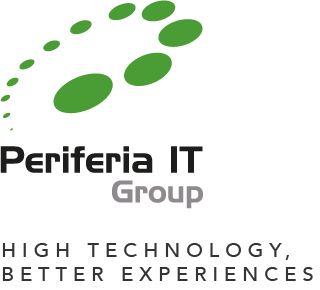 Periferia IT
Group
HIGH TECHNOLOGY,
BETTER EXPERIENCES